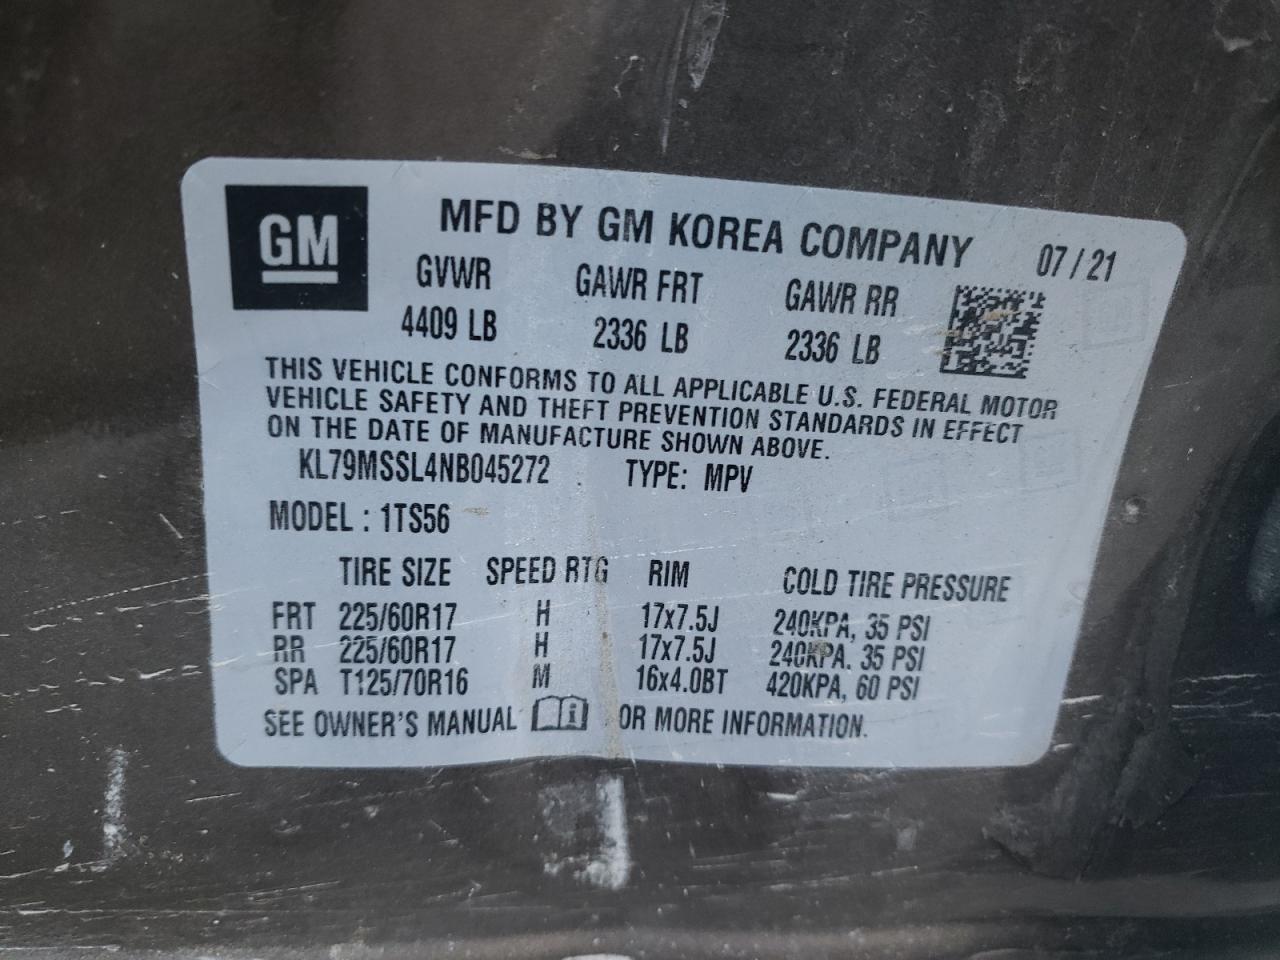 GM
MFD BY GM KOREA COMPANY 07 / 21
GVWR GAWR FRT GAWR RR
4409 LB 2336 LB 2336 LB
THIS VEHICLE CONFORMS TO ALL APPLICABLE U.S. FEDERAL MOTOR
VEHICLE SAFETY AND THEFT PREVENTION STANDARDS IN EFFECT
ON THE DATE OF MANUFACTURE SHOWN ABOVE.
KL79MSSL4NB045272 TYPE: MPV
MODEL : 1TS56
TIRE SIZE SPEED RTG RIM COLD TIRE PRESSURE
FRT 225/60R17 H 17x7.5J 240KPA, 35 PSI
RR 225/60R17 H 17x7.5J 240KPA. 35 PSI
SPA T125/70R16 M 16x4.0BT 420KPA, 60 PSI
SEE OWNER'S MANUAL i OR MORE INFORMATION.